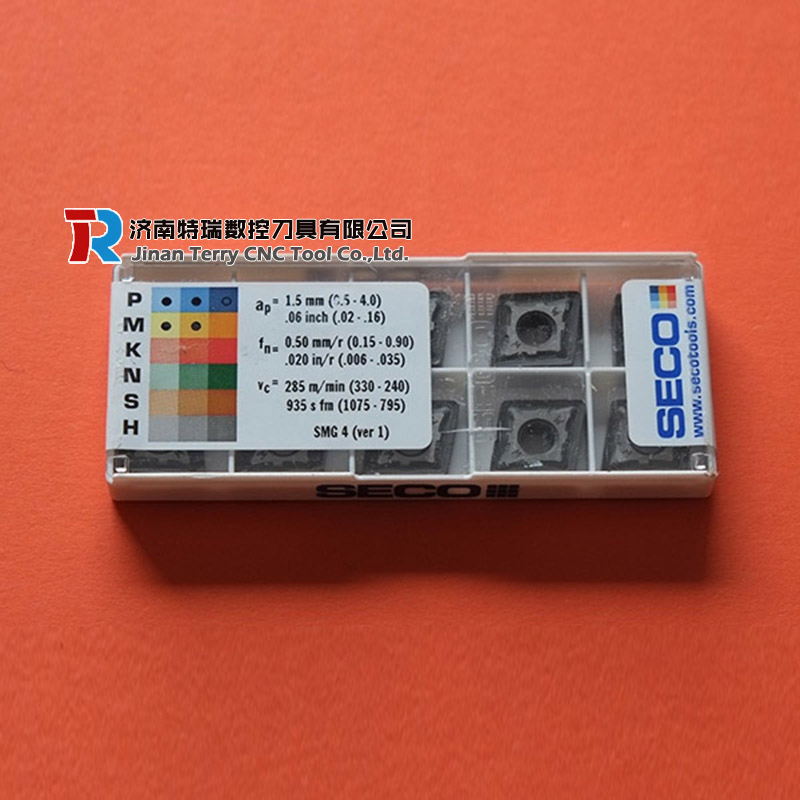 TR
济南特瑞数控刀具有限公司
Jinan Terry CNC Tool Co.,Ltd.
P
M
K
N
S
H
ap= 1.5 mm (0.5 - 4.0)
.06 inch (.02 - .16)
fn= 0.50 mm/r (0.15 - 0.90)
.020 in/r (.006 - .035)
vc= 285 m/min (330 - 240)
935 s fm (1075 - 795)
SMG 4 (ver 1)
SECO
www.secotools.com
SECO